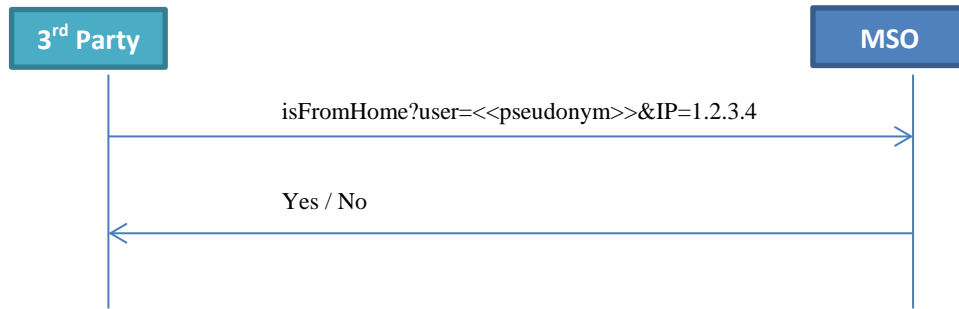 3rd Party
MSO
isFromHome?user=<<pseudonym>>&IP=1.2.3.4
Yes / No